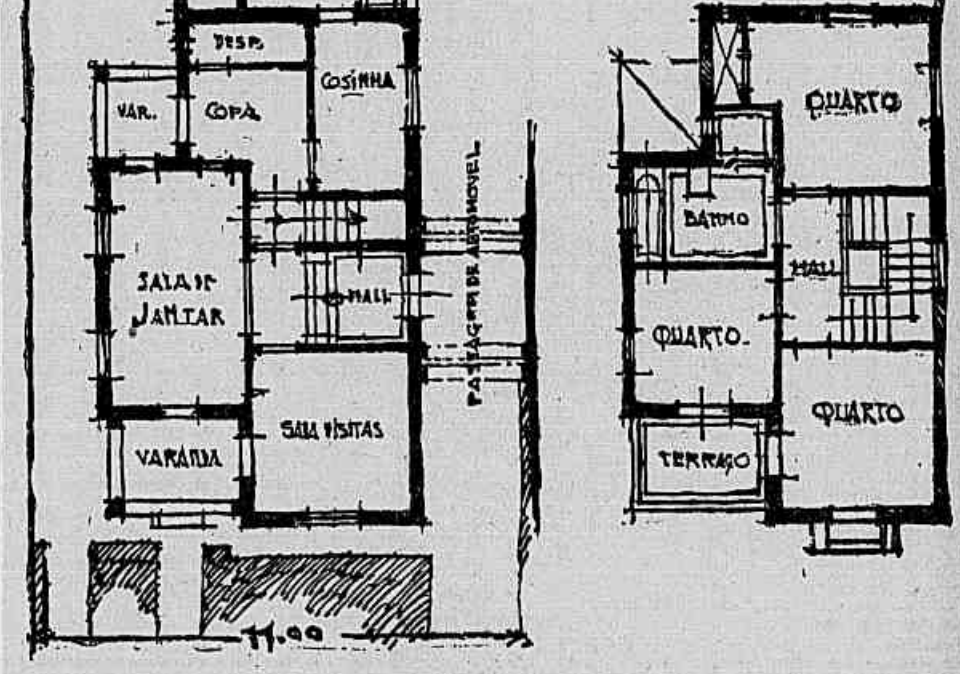 DESP.
COSINHA
VAR.
COPA
SALA DE
JANTAR
HALL
PASSAGEM DE AUTOMOVEL
SALA VISITAS
VARANDA
11.00
QUARTO
BANHO
HALL
QUARTO
QUARTO
TERRAÇO